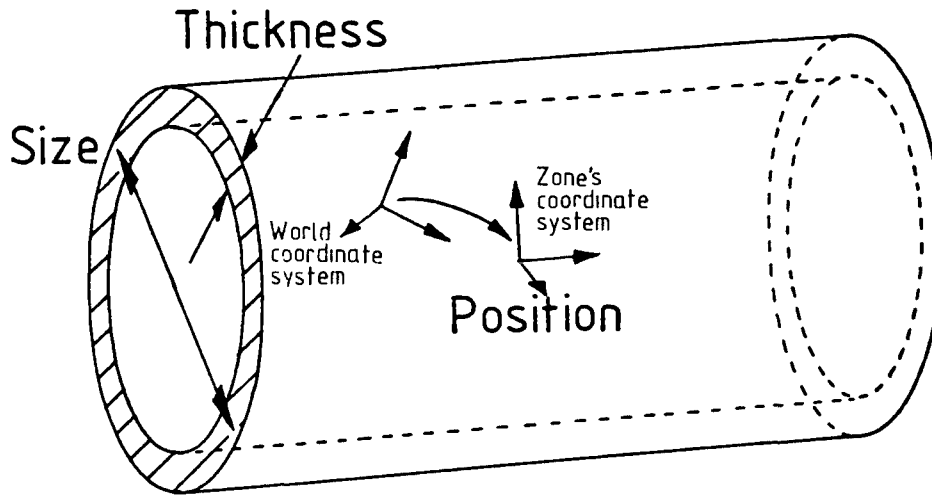 Thickness
Size
World
coordinate
system
Zone's
coordinate
system
Position